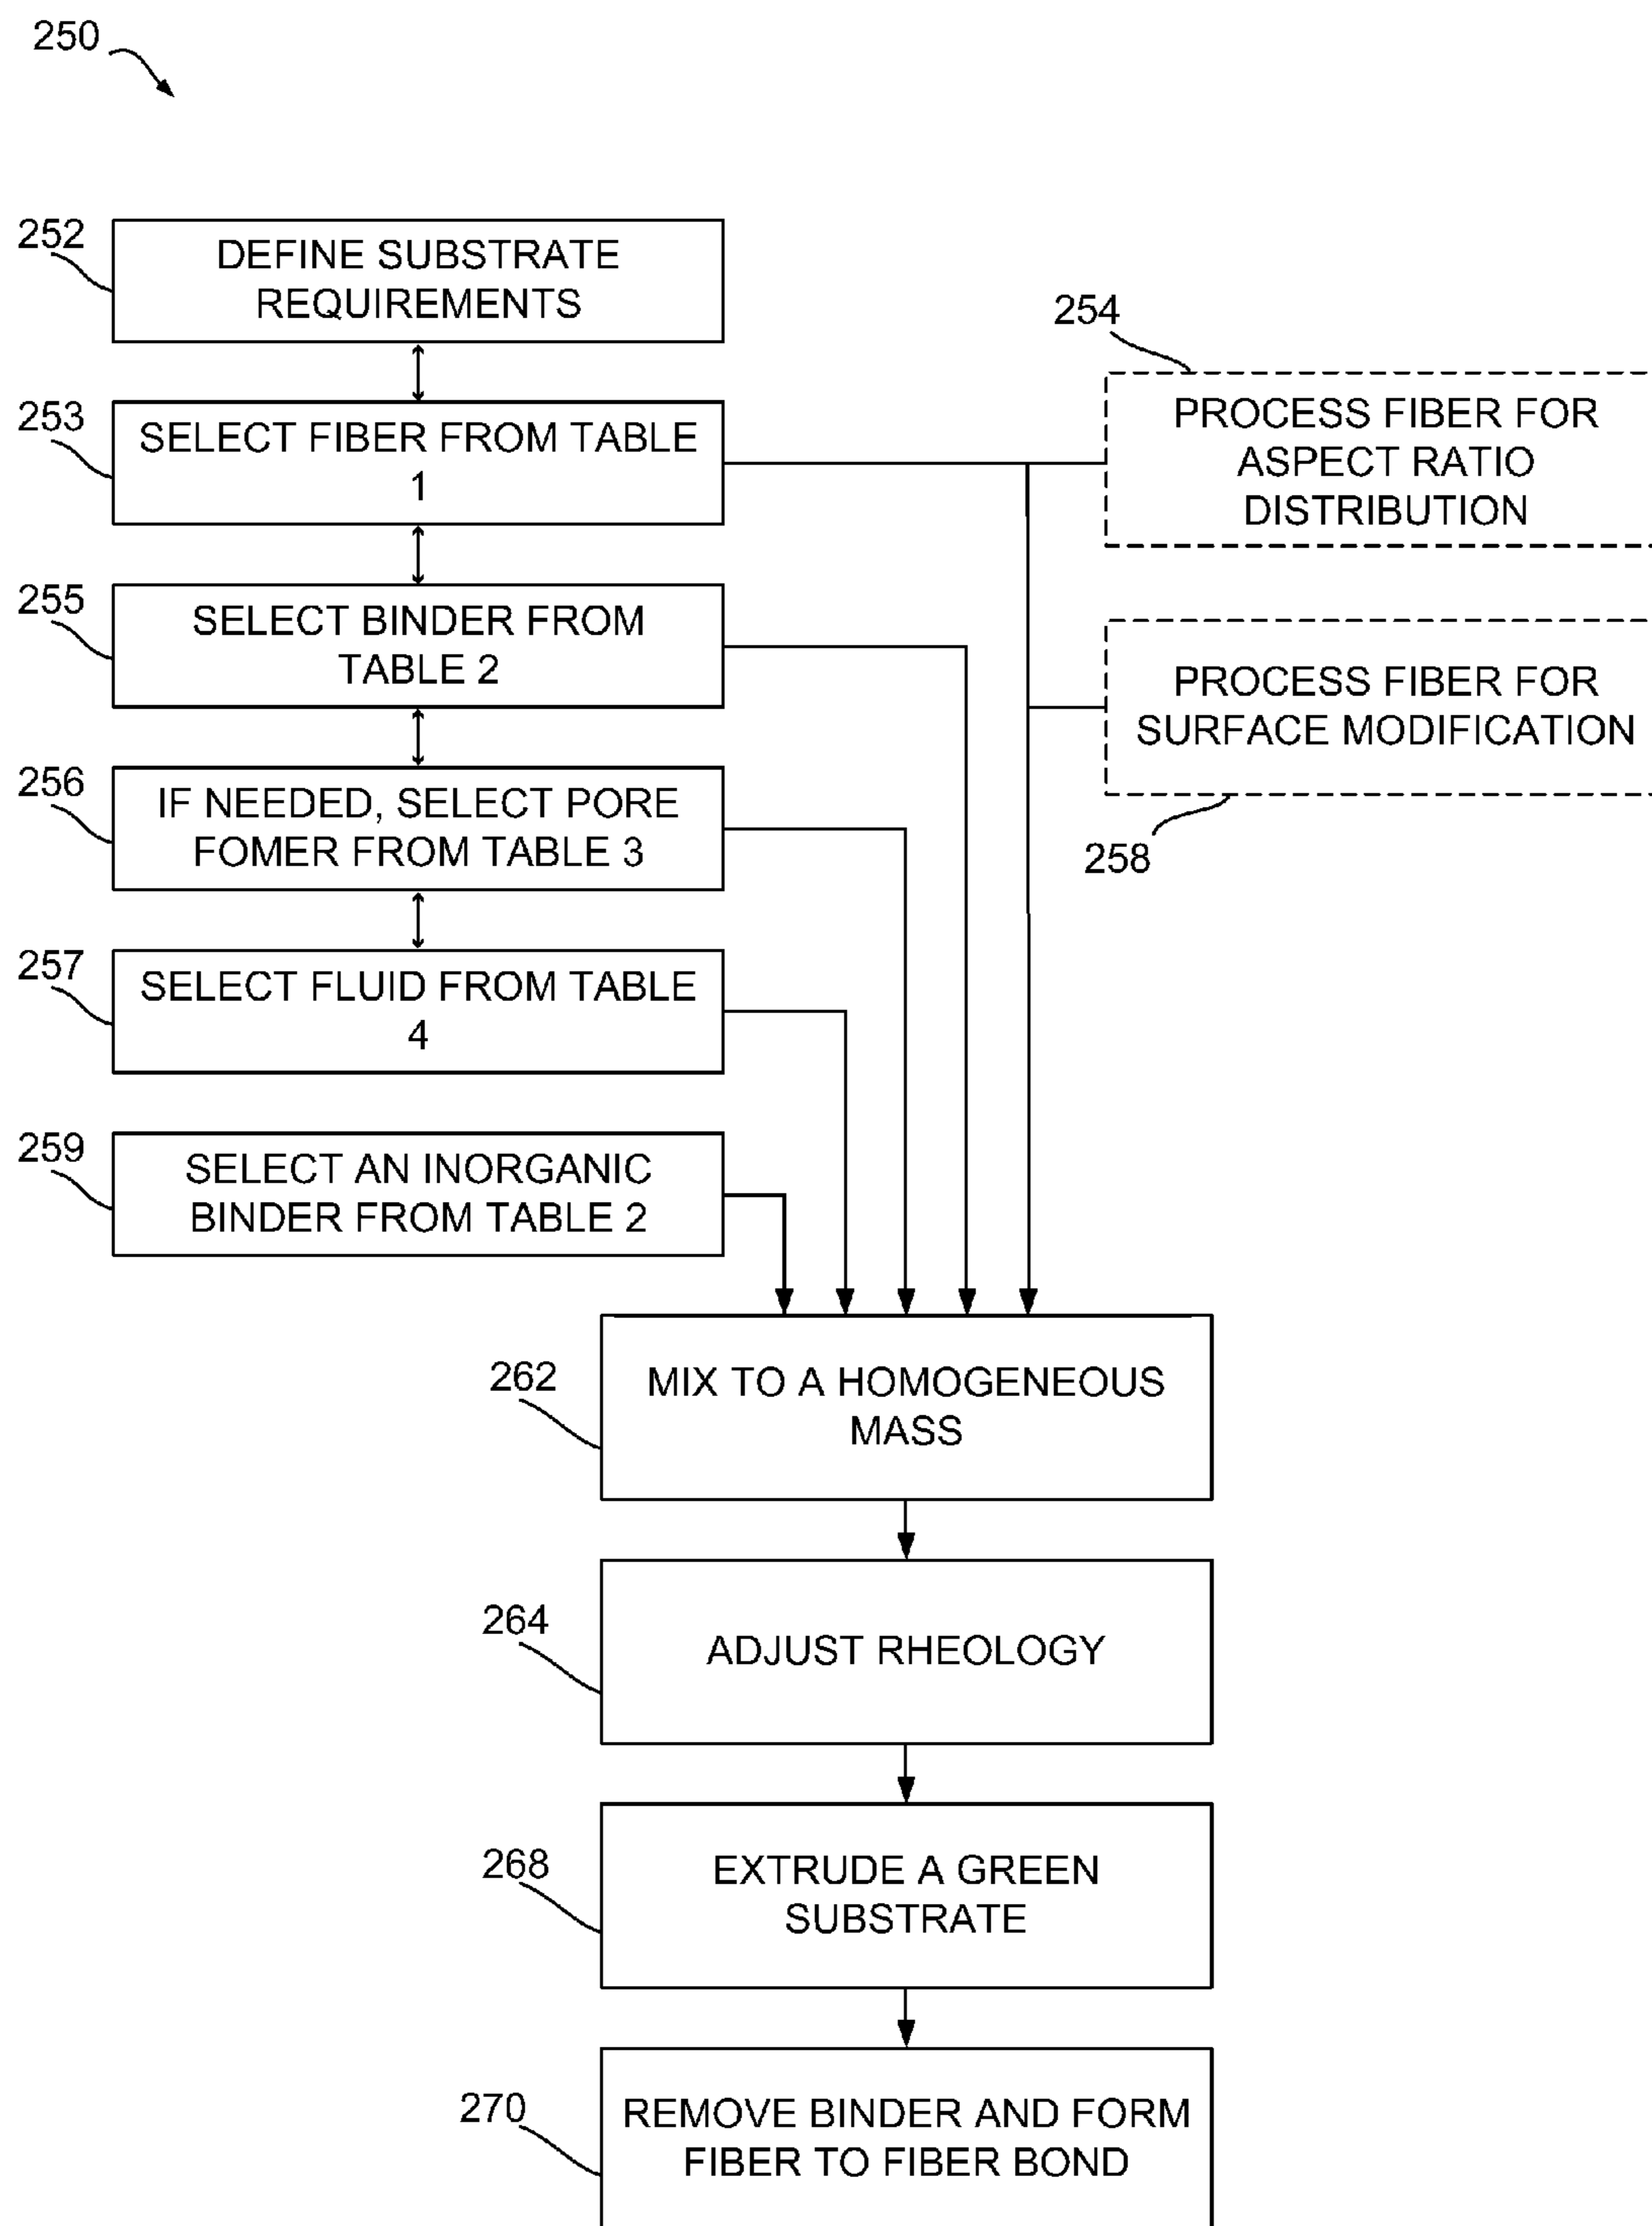 250
252
DEFINE SUBSTRATE
REQUIREMENTS
253
SELECT FIBER FROM TABLE
1
254
PROCESS FIBER FOR
ASPECT RATIO
DISTRIBUTION
255
SELECT BINDER FROM
TABLE 2
PROCESS FIBER FOR
SURFACE MODIFICATION
258
256
IF NEEDED, SELECT PORE
FOMER FROM TABLE 3
257
SELECT FLUID FROM TABLE
4
259
SELECT AN INORGANIC
BINDER FROM TABLE 2
262
MIX TO A HOMOGENEOUS
MASS
264
ADJUST RHEOLOGY
268
EXTRUDE A GREEN
SUBSTRATE
270
REMOVE BINDER AND FORM
FIBER TO FIBER BOND